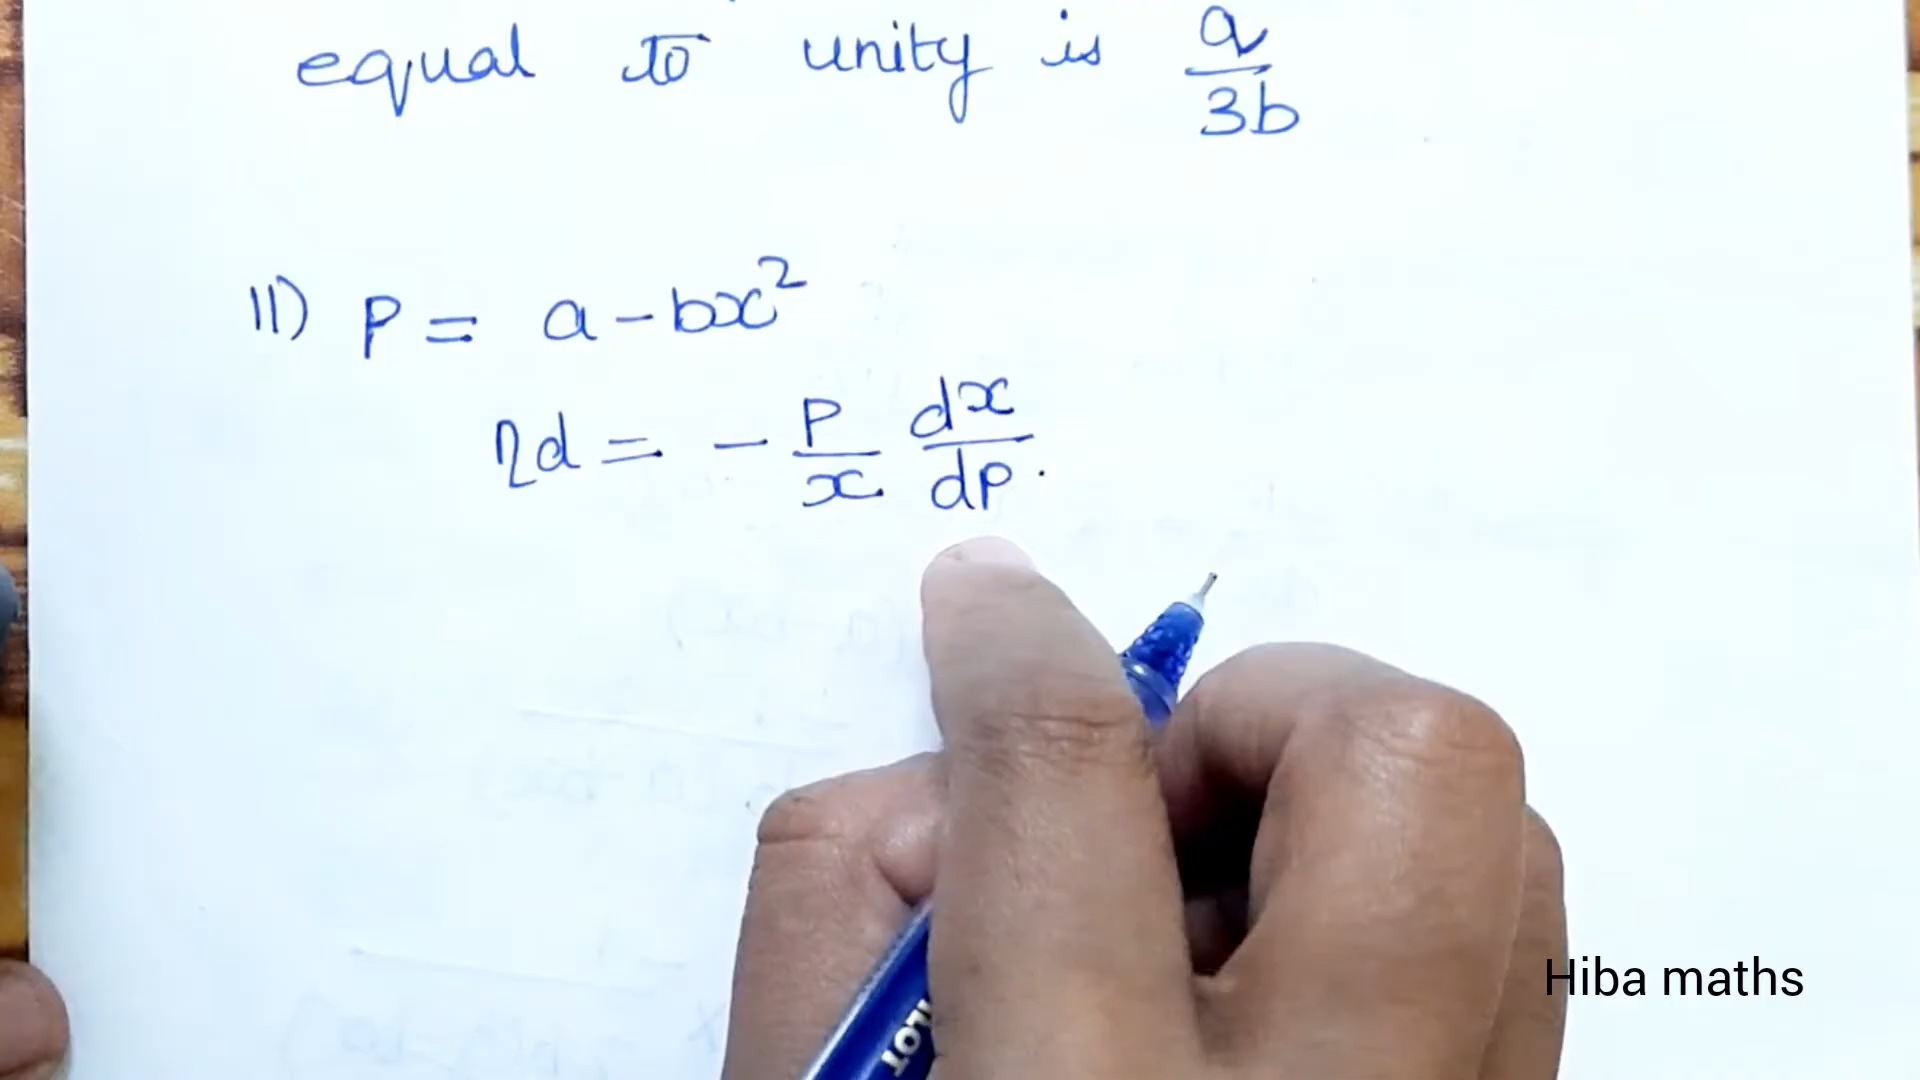 equal to unity is a/3b
11) P = a - bx²
ηd = - P/x dx/dP.
Hiba maths